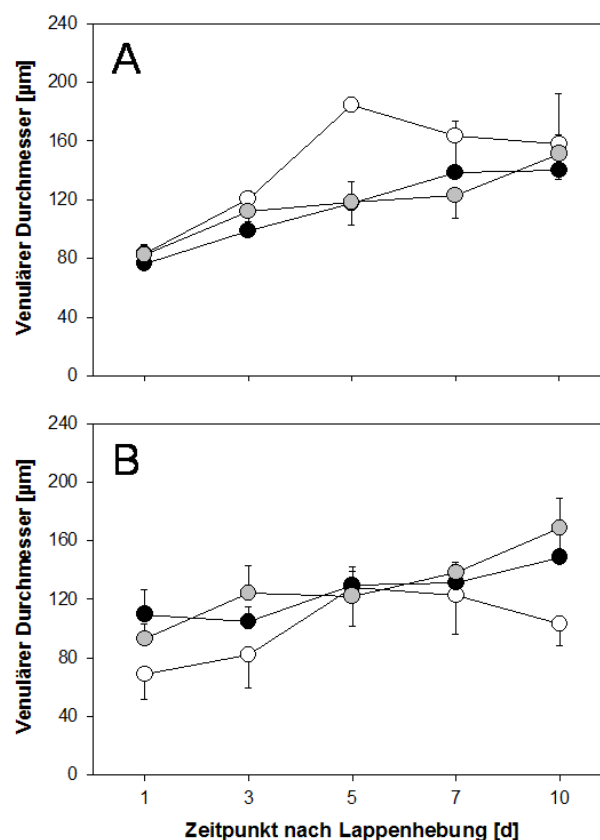 240
A
200
160
120
80
40
0
Venulärer Durchmesser [µm]
240
B
200
160
120
80
40
0
Venulärer Durchmesser [µm]
1 3 5 7 10
Zeitpunkt nach Lappenhebung [d]